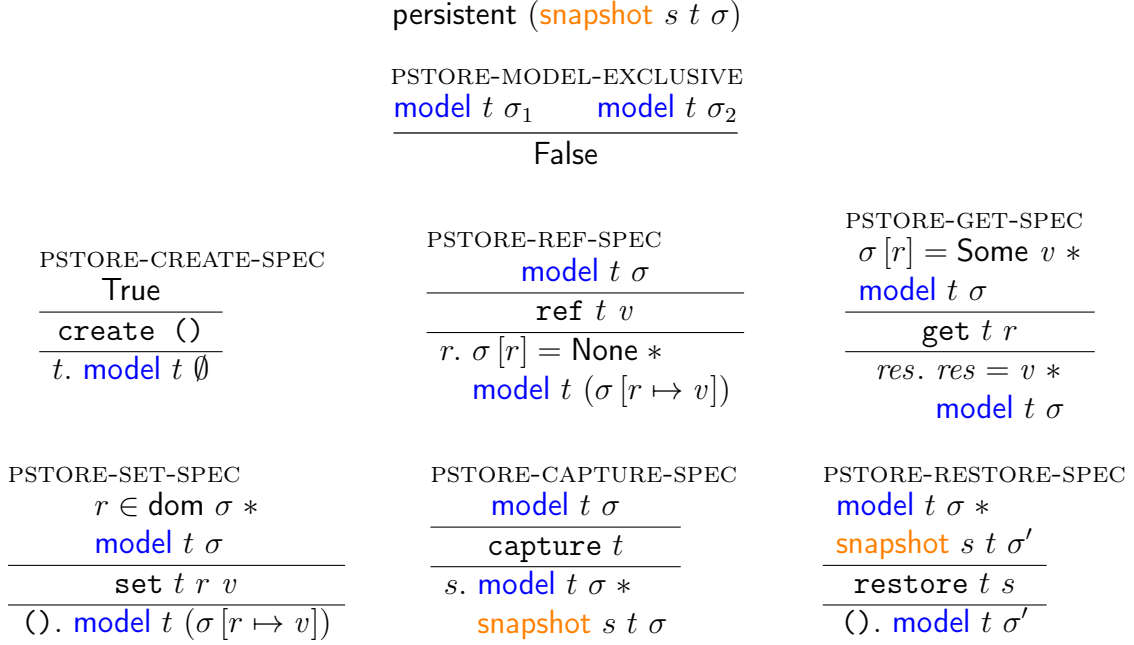 persistent (snapshot s t σ)
PSTORE-MODEL-EXCLUSIVE
model t σ₁ model t σ₂
False
PSTORE-CREATE-SPEC
True
create ()
t. model t ∅
PSTORE-REF-SPEC
model t σ
ref t v
r. σ [r] = None ∗
model t (σ [r ↦ v])
PSTORE-GET-SPEC
σ [r] = Some v ∗
model t σ
get t r
res. res = v ∗
model t σ
PSTORE-SET-SPEC
r ∈ dom σ ∗
model t σ
set t r v
(). model t (σ [r ↦ v])
PSTORE-CAPTURE-SPEC
model t σ
capture t
s. model t σ ∗
snapshot s t σ
PSTORE-RESTORE-SPEC
model t σ ∗
snapshot s t σ′
restore t s
(). model t σ′